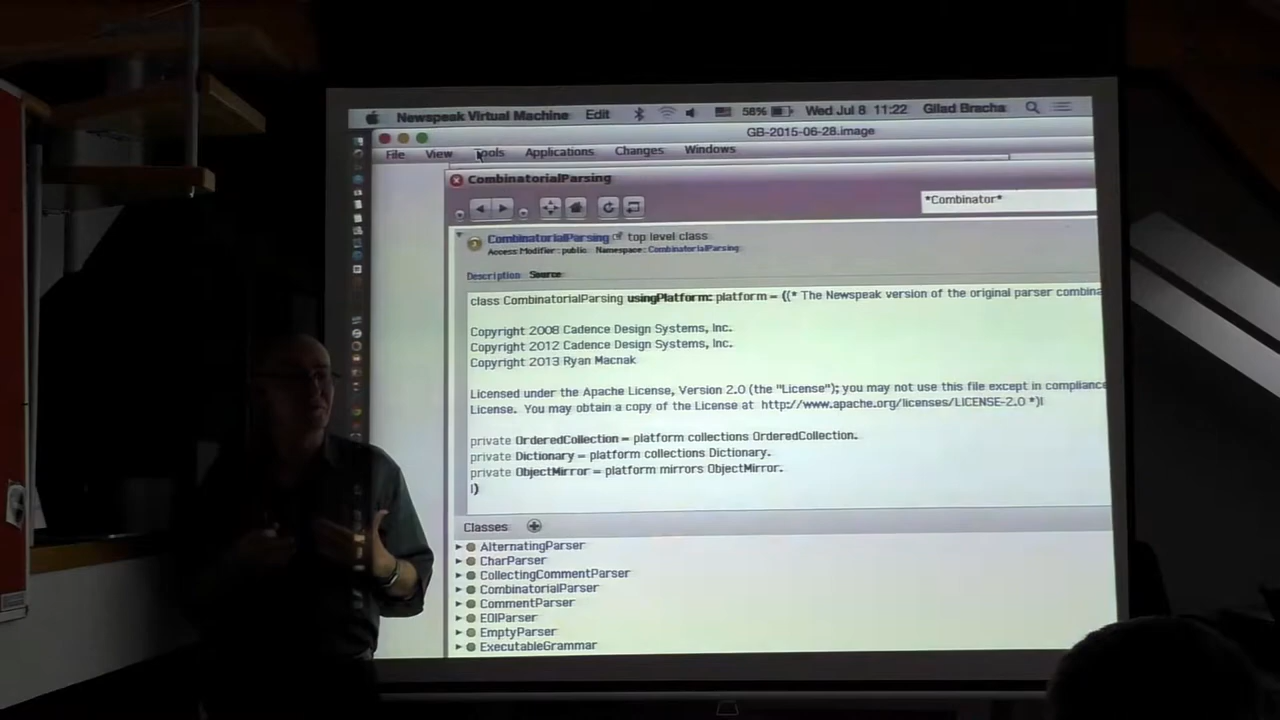 Newspeak Virtual Machine Edit 58% Wed Jul 8 11:22 Gilad Bracha
GB-2015-06-28.image
File View Tools Applications Changes Windows
CombinatorialParsing
*Combinator*
CombinatorialParsing top level class
Access Modifier: public Namespace: CombinatorialParsing
Description Source
class CombinatorialParsing usingPlatform: platform = ((* The Newspeak version of the original parser combina
Copyright 2008 Cadence Design Systems, Inc.
Copyright 2012 Cadence Design Systems, Inc.
Copyright 2013 Ryan Macnak
Licensed under the Apache License, Version 2.0 (the "License"); you may not use this file except in compliance
License. You may obtain a copy of the License at http://www.apache.org/licenses/LICENSE-2.0 *)|
private OrderedCollection = platform collections OrderedCollection.
private Dictionary = platform collections Dictionary.
private ObjectMirror = platform mirrors ObjectMirror.
|)
Classes
AlternatingParser
CharParser
CollectingCommentParser
CombinatorialParser
CommentParser
EOIParser
EmptyParser
ExecutableGrammar